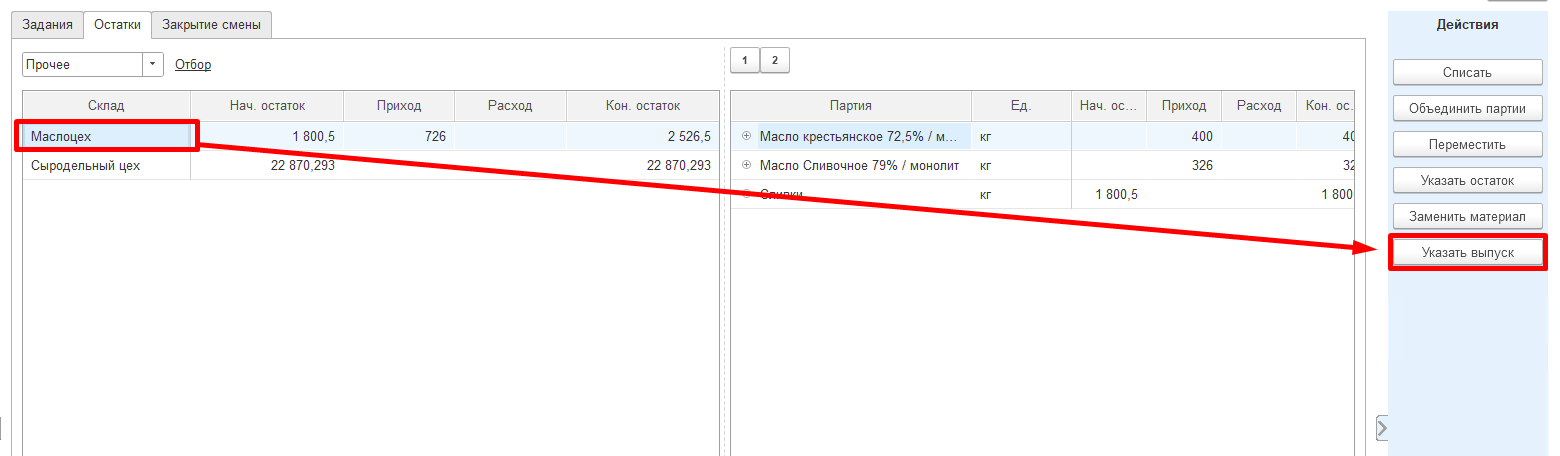 Задания Остатки Закрытие смены
Действия
Прочее Отбор 1 2
Списать
Склад Нач. остаток Приход Расход Кон. остаток Партия Ед. Нач. ос... Приход Расход Кон. ос.
Объединить партии
Маслоцех 1 800,5 726 2 526,5 Масло крестьянское 72,5% / м... кг 400 40
Переместить
Сыродельный цех 22 870,293 22 870,293 Масло Сливочное 79% / монолит кг 326 32
Указать остаток
Сливки кг 1 800,5 1 800
Заменить материал
Указать выпуск